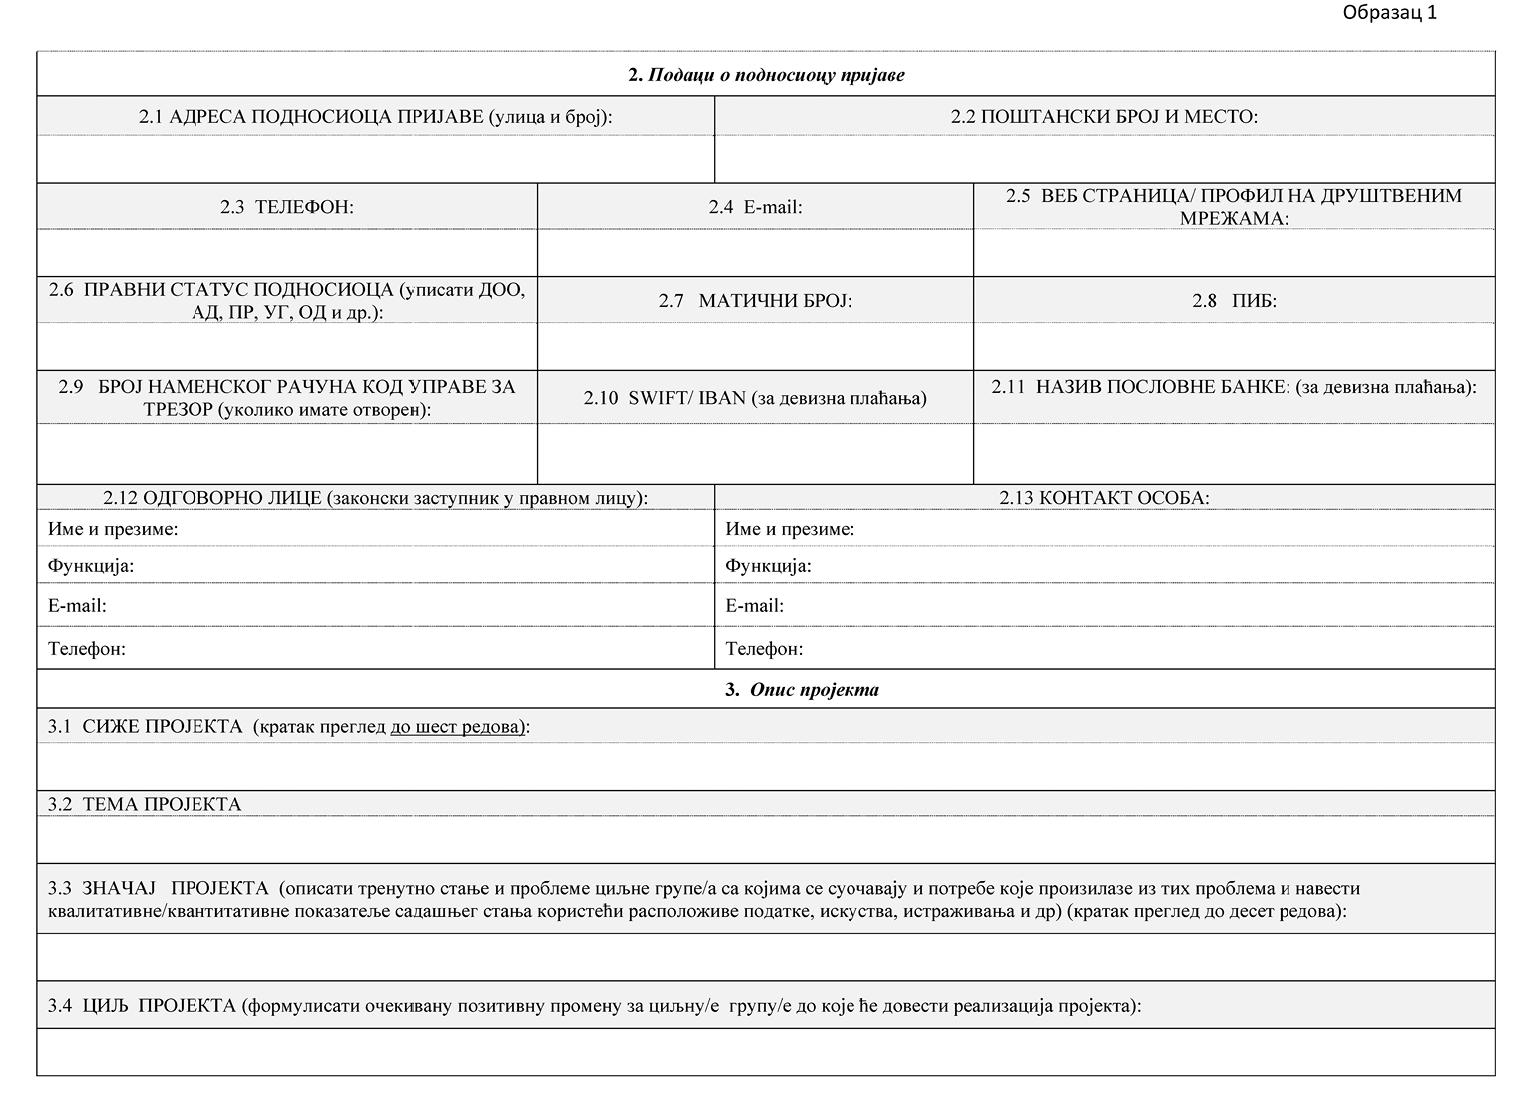 Образац 1
2. Подаци о подносиоцу пријаве
2.1 АДРЕСА ПОДНОСИОЦА ПРИЈАВЕ (улица и број):
2.2 ПОШТАНСКИ БРОЈ И МЕСТО:
2.3 ТЕЛЕФОН:
2.4 E-mail:
2.5 ВЕБ СТРАНИЦА/ ПРОФИЛ НА ДРУШТВЕНИМ
МРЕЖАМА:
2.6 ПРАВНИ СТАТУС ПОДНОСИОЦА (уписати ДОО,
АД, ПР, УГ, ОД и др.):
2.7 МАТИЧНИ БРОЈ:
2.8 ПИБ:
2.9 БРОЈ НАМЕНСКОГ РАЧУНА КОД УПРАВЕ ЗА
ТРЕЗОР (уколико имате отворен):
2.10 SWIFT/ IBAN (за девизна плаћања)
2.11 НАЗИВ ПОСЛОВНЕ БАНКЕ: (за девизна плаћања):
2.12 ОДГОВОРНО ЛИЦЕ (законски заступник у правном лицу):
2.13 КОНТАКТ ОСОБА:
Име и презиме:
Име и презиме:
Функција:
Функција:
E-mail:
E-mail:
Телефон:
Телефон:
3. Опис пројекта
3.1 СИЖЕ ПРОЈЕКТА (кратак преглед до шест редова):
3.2 ТЕМА ПРОЈЕКТА
3.3 ЗНАЧАЈ ПРОЈЕКТА (описати тренутно стање и проблеме циљне групе/а са којима се суочавају и потребе које произилазе из тих проблема и навести
квалитативне/квантитативне показатеље садашњег стања користећи расположиве податке, искуства, истраживања и др) (кратак преглед до десет редова):
3.4 ЦИЉ ПРОЈЕКТА (формулисати очекивану позитивну промену за циљну/е групу/е до које ће довести реализација пројекта):